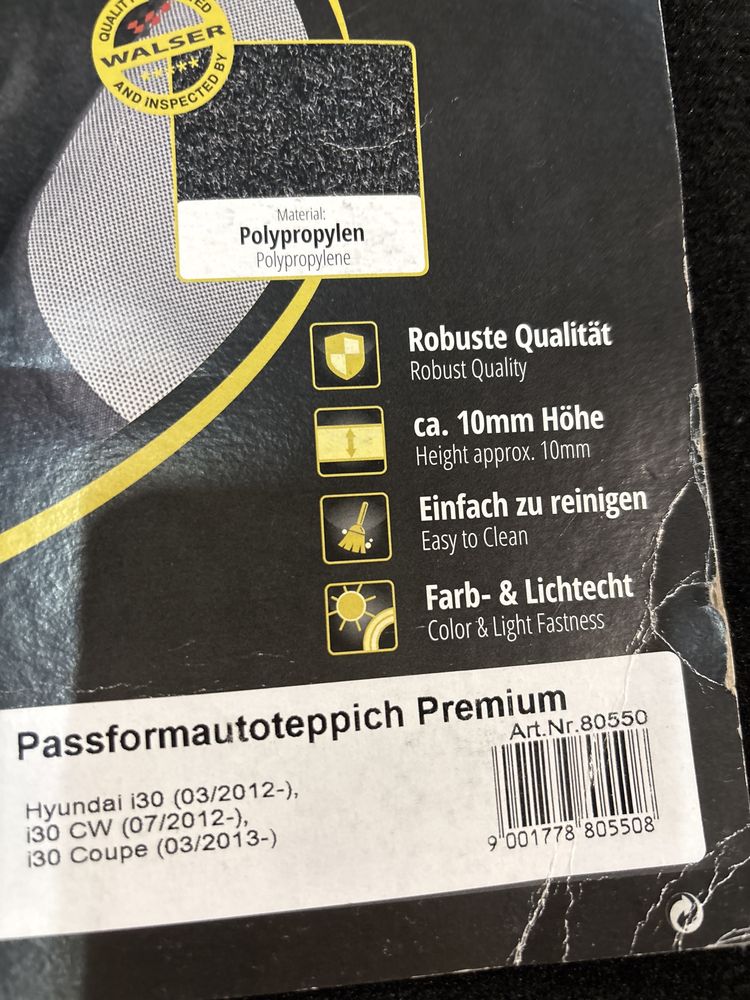 WALSER
AND INSPECTED BY
Material:
Polypropylen
Polypropylene
Robuste Qualität
Robust Quality
ca. 10mm Höhe
Height approx. 10mm
Einfach zu reinigen
Easy to Clean
Farb- & Lichtecht
Color & Light Fastness
Passformautoteppich Premium
Art.Nr.80550
Hyundai i30 (03/2012-),
i30 CW (07/2012-),
i30 Coupe (03/2013-)
9 001778 805508